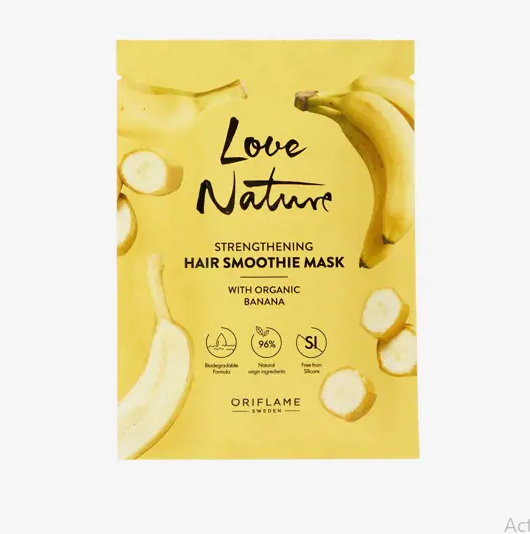 Love
Nature
STRENGTHENING
HAIR SMOOTHIE MASK
WITH ORGANIC
BANANA
96%
SI
Biodegradable
Formula
Natural
origin ingredients
Free from
Silicone
ORIFLAME
SWEDEN
Act